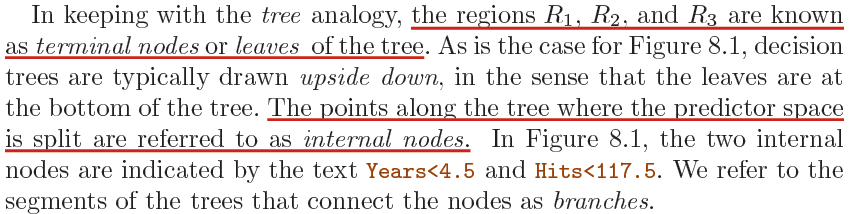 In keeping with the tree analogy, the regions R1, R2, and R3 are known
as terminal nodes or leaves of the tree. As is the case for Figure 8.1, decision
trees are typically drawn upside down, in the sense that the leaves are at
the bottom of the tree. The points along the tree where the predictor space
is split are referred to as internal nodes. In Figure 8.1, the two internal
nodes are indicated by the text Years<4.5 and Hits<117.5. We refer to the
segments of the trees that connect the nodes as branches.